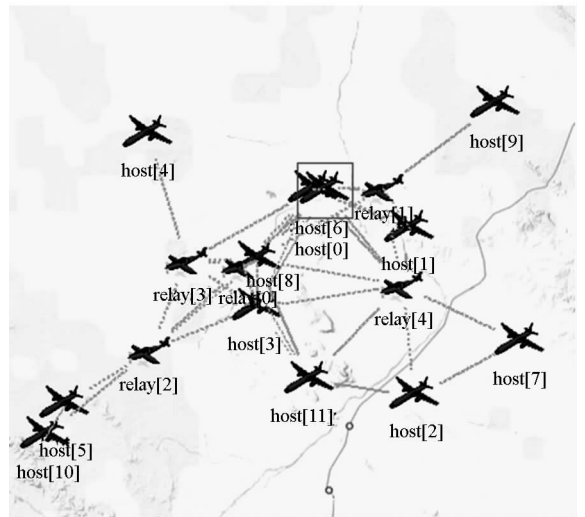 host[9]
host[4]
relay[1]
host[6]
host[0]
host[1]
host[8]
relay[3]
relay[0]
relay[4]
host[3]
host[7]
relay[2]
host[11]
host[2]
host[5]
host[10]